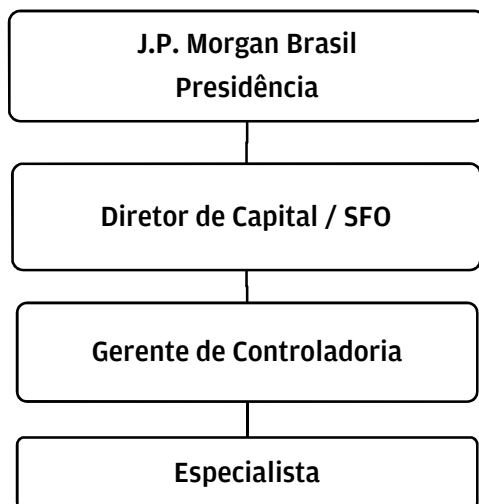 J.P. Morgan Brasil
Presidência
Diretor de Capital / SFO
Gerente de Controladoria
Especialista